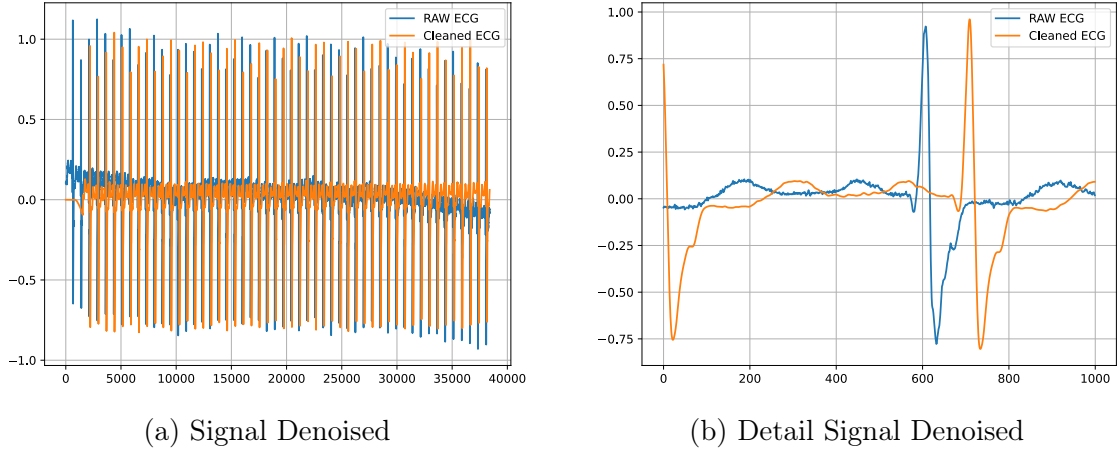 RAW ECG
Cleaned ECG
1.0
0.5
0.0
−0.5
−1.0
0 5000 10000 15000 20000 25000 30000 35000 40000
(a) Signal Denoised
RAW ECG
Cleaned ECG
1.00
0.75
0.50
0.25
0.00
−0.25
−0.50
−0.75
0 200 400 600 800 1000
(b) Detail Signal Denoised